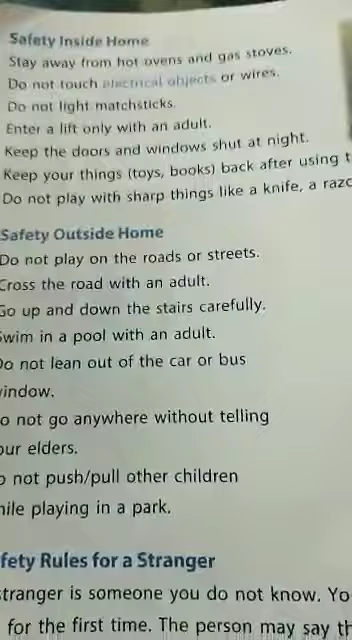 Safety Inside Home
Stay away from hot ovens and gas stoves.
Do not touch electrical objects or wires.
Do not light matchsticks.
Enter a lift only with an adult.
Keep the doors and windows shut at night.
Keep your things (toys, books) back after using t
Do not play with sharp things like a knife, a razo
Safety Outside Home
Do not play on the roads or streets.
Cross the road with an adult.
Go up and down the stairs carefully.
Swim in a pool with an adult.
Do not lean out of the car or bus
window.
o not go anywhere without telling
our elders.
o not push/pull other children
hile playing in a park.
fety Rules for a Stranger
stranger is someone you do not know. Yo
for the first time. The person may say th